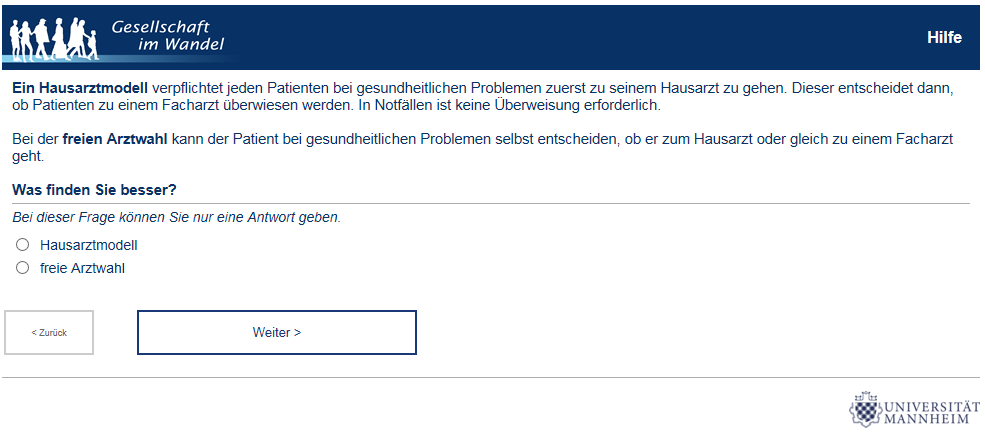 Gesellschaft
im Wandel
Hilfe
Ein Hausarztmodell verpflichtet jeden Patienten bei gesundheitlichen Problemen zuerst zu seinem Hausarzt zu gehen. Dieser entscheidet dann,
ob Patienten zu einem Facharzt überwiesen werden. In Notfällen ist keine Überweisung erforderlich.
Bei der freien Arztwahl kann der Patient bei gesundheitlichen Problemen selbst entscheiden, ob er zum Hausarzt oder gleich zu einem Facharzt
geht.
Was finden Sie besser?
Bei dieser Frage können Sie nur eine Antwort geben.
Hausarztmodell
freie Arztwahl
< Zurück
Weiter >
UNIVERSITÄT
MANNHEIM